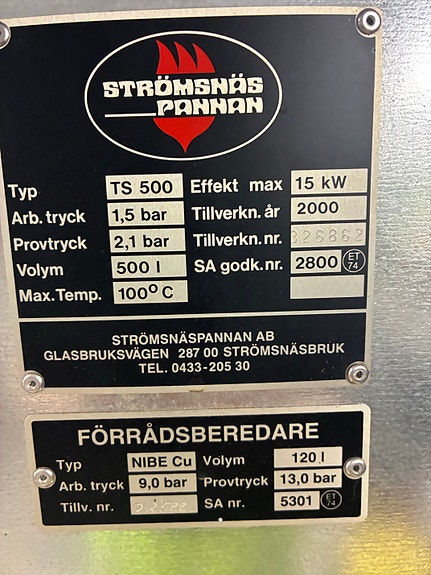 STRÖMSNÄS
PANNAN
Typ TS 500 Effekt max 15 kW
Arb. tryck 1,5 bar Tillverkn. år 2000
Provtryck 2,1 bar Tillverkn.nr. 326862
Volym 500 l SA godk.nr. 2800 ET 74
Max.Temp. 100° C
STRÖMSNÄSPANNAN AB
GLASBRUKSVÄGEN 287 00 STRÖMSNÄSBRUK
TEL. 0433-205 30
FÖRRÅDSBEREDARE
Typ NIBE Cu Volym 120 l
Arb. tryck 9,0 bar Provtryck 13,0 bar
Tillv. nr. SA nr. 5301 ET 74